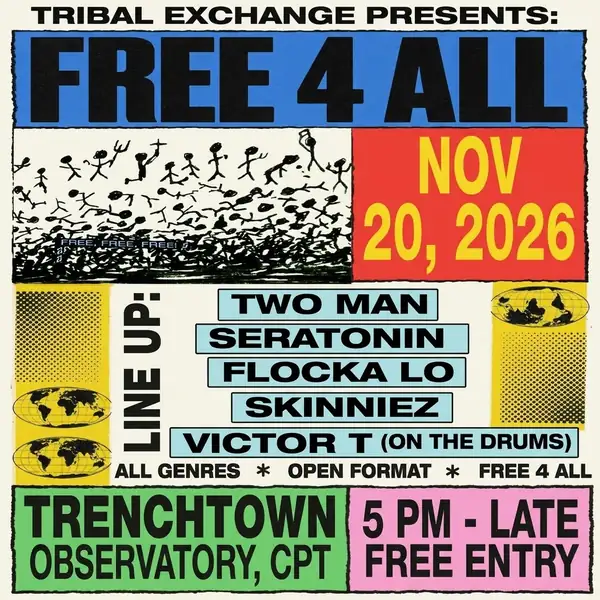 TRIBAL EXCHANGE PRESENTS:
FREE 4 ALL
FREE, FREE, FREE!
NOV
20, 2026
LINE UP:
TWO MAN
SERATONIN
FLOCKA LO
SKINNIEZ
VICTOR T (ON THE DRUMS)
ALL GENRES * OPEN FORMAT * FREE 4 ALL
TRENCHTOWN
OBSERVATORY, CPT
5 PM - LATE
FREE ENTRY